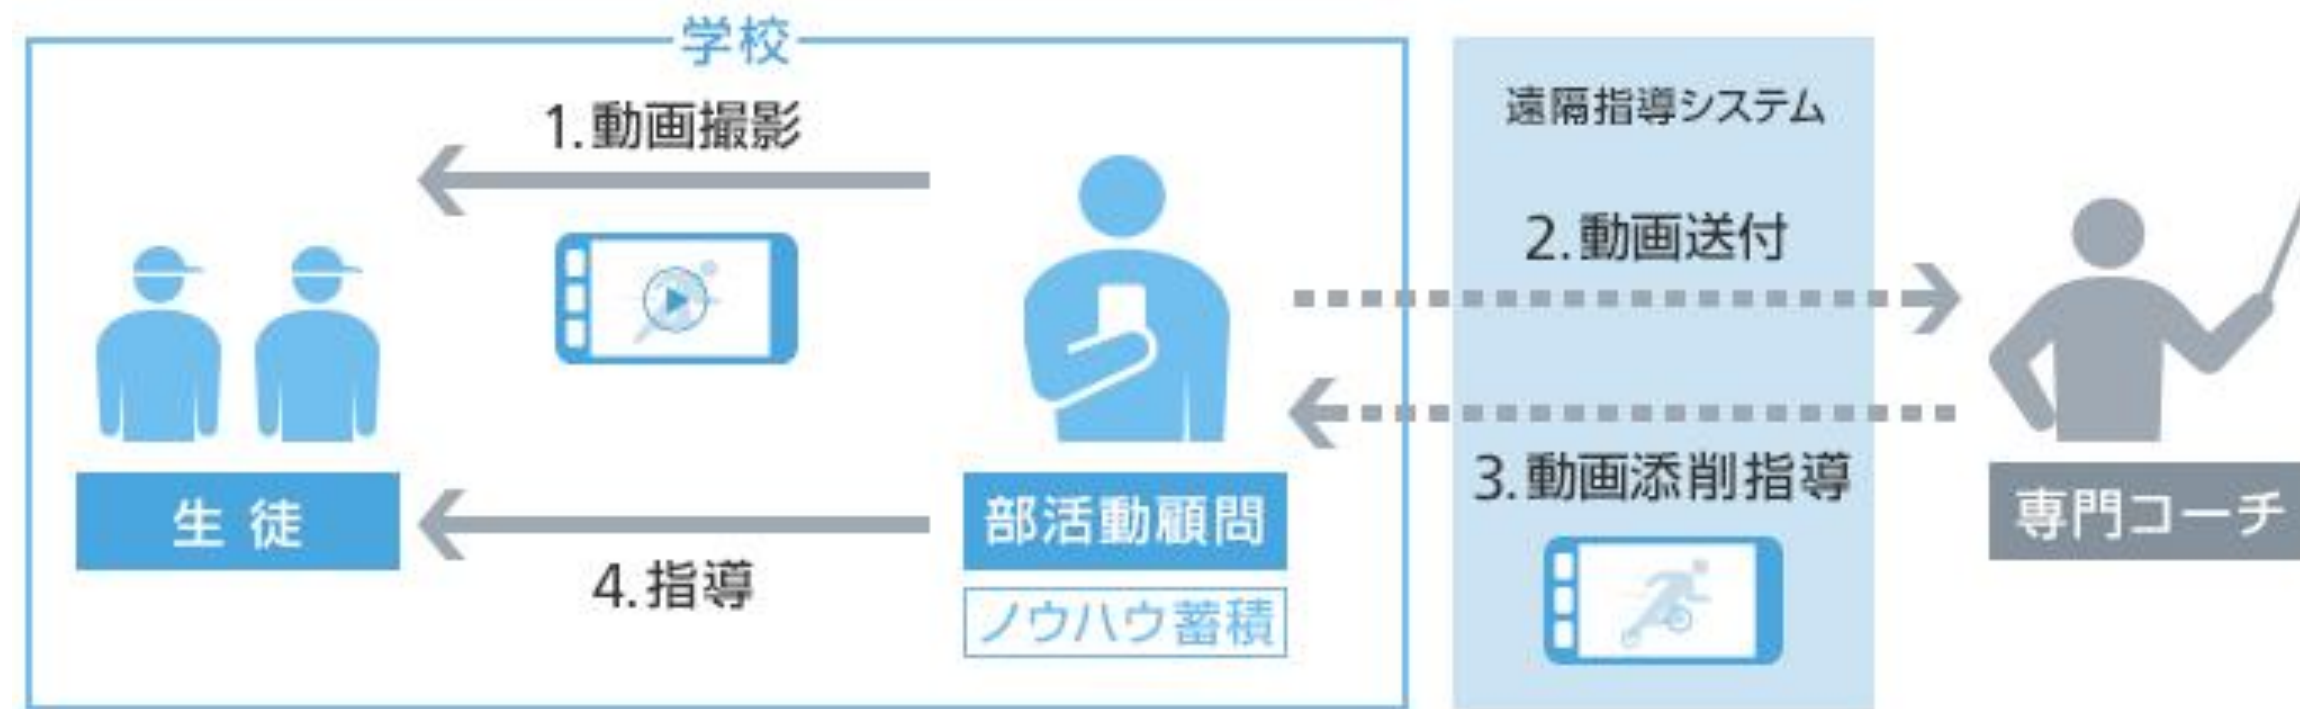 学校
1.動画撮影
生徒
4.指導
部活動顧問
ノウハウ蓄積
遠隔指導システム
2.動画送付
3.動画添削指導
専門コーチ